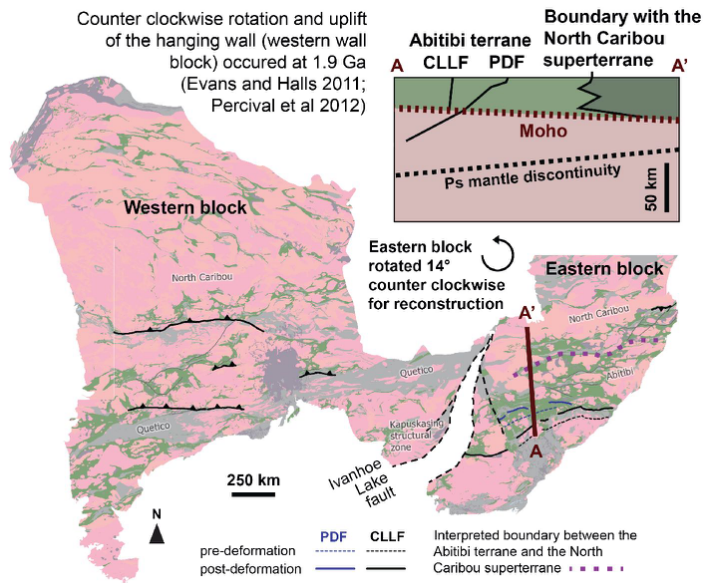 Counter clockwise rotation and uplift
of the hanging wall (western wall
block) occured at 1.9 Ga
(Evans and Halls 2011;
Percival et al 2012)
Boundary with the
North Caribou
superterrane
Abitibi terrane
A CLLF PDF A’
Moho
Ps mantle discontinuity
50 km
Western block
North Caribou
Eastern block
rotated 14°
counter clockwise
for reconstruction
Eastern block
A’
North Caribou
Abitibi
Quetico
Quetico
Kapuskasing
structural
zone
A
Ivanhoe
Lake
fault
250 km
N
PDF CLLF
pre-deformation
post-deformation
Interpreted boundary between the
Abitibi terrane and the North
Caribou superterrane